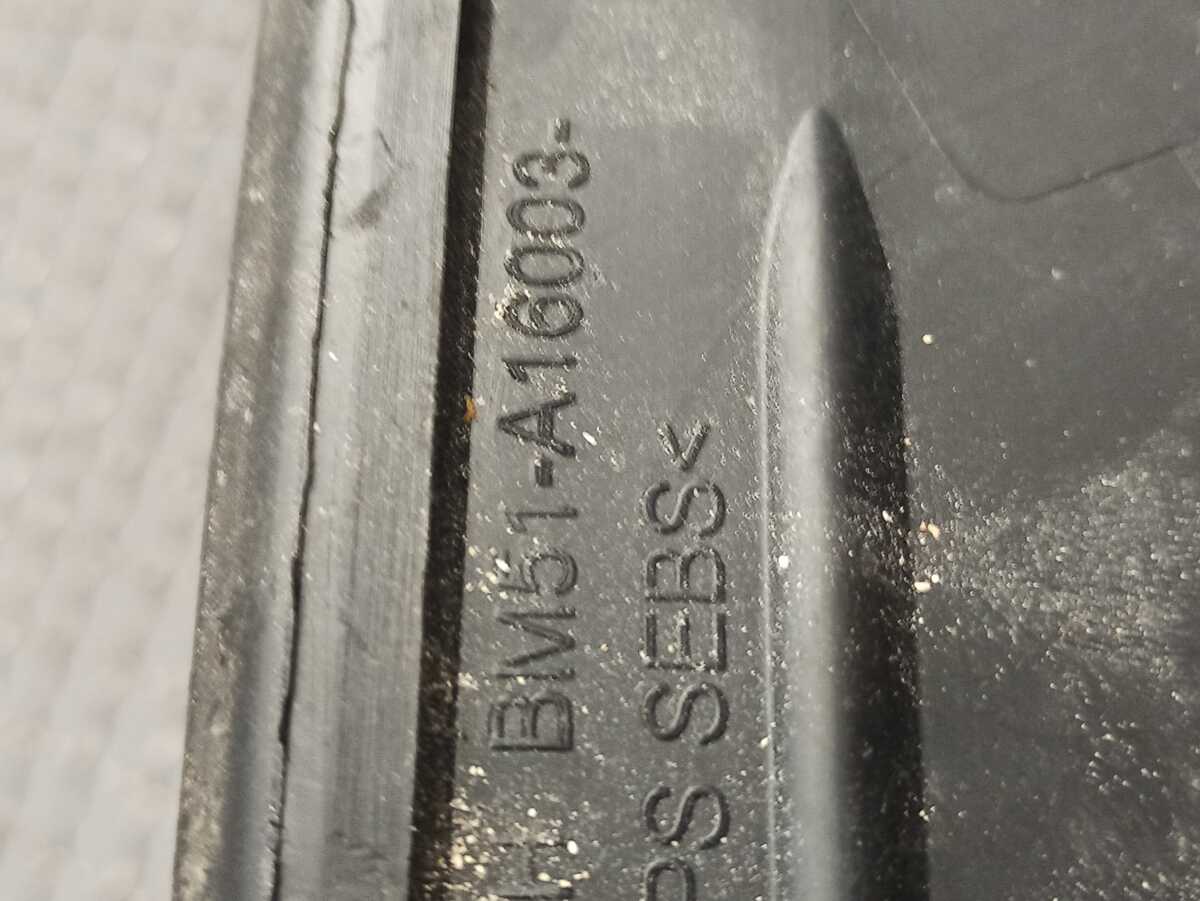 BM51-A16003-
PS SEBS<